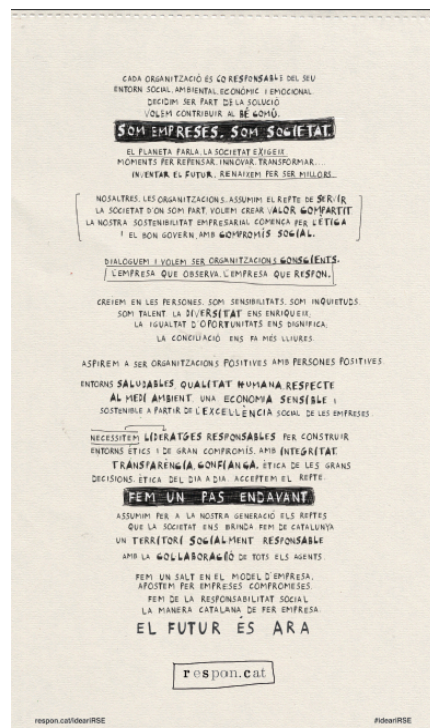 CADA ORGANITZACIÓ ÉS CORESPONSABLE DEL SEU
ENTORN SOCIAL, AMBIENTAL, ECONÒMIC I EMOCIONAL
DECIDIM SER PART DE LA SOLUCIÓ
VOLEM CONTRIBUIR AL BÉ COMÚ.
SOM EMPRESES. SOM SOCIETAT.
EL PLANETA PARLA. LA SOCIETAT EXIGEIX.
MOMENTS PER REPENSAR, INNOVAR, TRANSFORMAR...
INVENTAR EL FUTUR. RENAIXEM PER SER MILLORS.
NOSALTRES, LES ORGANITZACIONS, ASSUMIM EL REPTE DE SERVIR
LA SOCIETAT D'ON SOM PART. VOLEM CREAR VALOR COMPARTIT
LA NOSTRA SOSTENIBILITAT EMPRESARIAL COMENÇA PER L'ÈTICA
I EL BON GOVERN, AMB COMPROMÍS SOCIAL.
DIALOGUEM I VOLEM SER ORGANITZACIONS CONSCIENTS.
L'EMPRESA QUE OBSERVA, L'EMPRESA QUE RESPON.
CREIEM EN LES PERSONES. SOM SENSIBILITATS, SOM INQUIETUDS,
SOM TALENT. LA DIVERSITAT ENS ENRIQUEIX,
LA IGUALTAT D'OPORTUNITATS ENS DIGNIFICA,
LA CONCILIACIÓ ENS FA MÉS LLIURES.
ASPIREM A SER ORGANITZACIONS POSITIVES AMB PERSONES POSITIVES.
ENTORNS SALUDABLES, QUALITAT HUMANA, RESPECTE
AL MEDI AMBIENT, UNA ECONOMIA SENSIBLE I
SOSTENIBLE A PARTIR DE L'EXCEL·LÈNCIA SOCIAL DE LES EMPRESES.
NECESSITEM LIDERATGES RESPONSABLES PER CONSTRUIR
ENTORNS ÈTICS I DE GRAN COMPROMÍS, AMB INTEGRITAT,
TRANSPARÈNCIA, CONFIANÇA, ÈTICA DE LES GRANS
DECISIONS, ÈTICA DEL DIA A DIA. ACCEPTEM EL REPTE.
FEM UN PAS ENDAVANT
ASSUMIM PER A LA NOSTRA GENERACIÓ ELS REPTES
QUE LA SOCIETAT ENS BRINDA. FEM DE CATALUNYA
UN TERRITORI SOCIALMENT RESPONSABLE
AMB LA COL·LABORACIÓ DE TOTS ELS AGENTS.
FEM UN SALT EN EL MODEL D'EMPRESA,
APOSTEM PER EMPRESES COMPROMESES.
FEM DE LA RESPONSABILITAT SOCIAL
LA MANERA CATALANA DE FER EMPRESA.
EL FUTUR ÉS ARA
respon.cat
respon.cat/ideariRSE
#ideariRSE